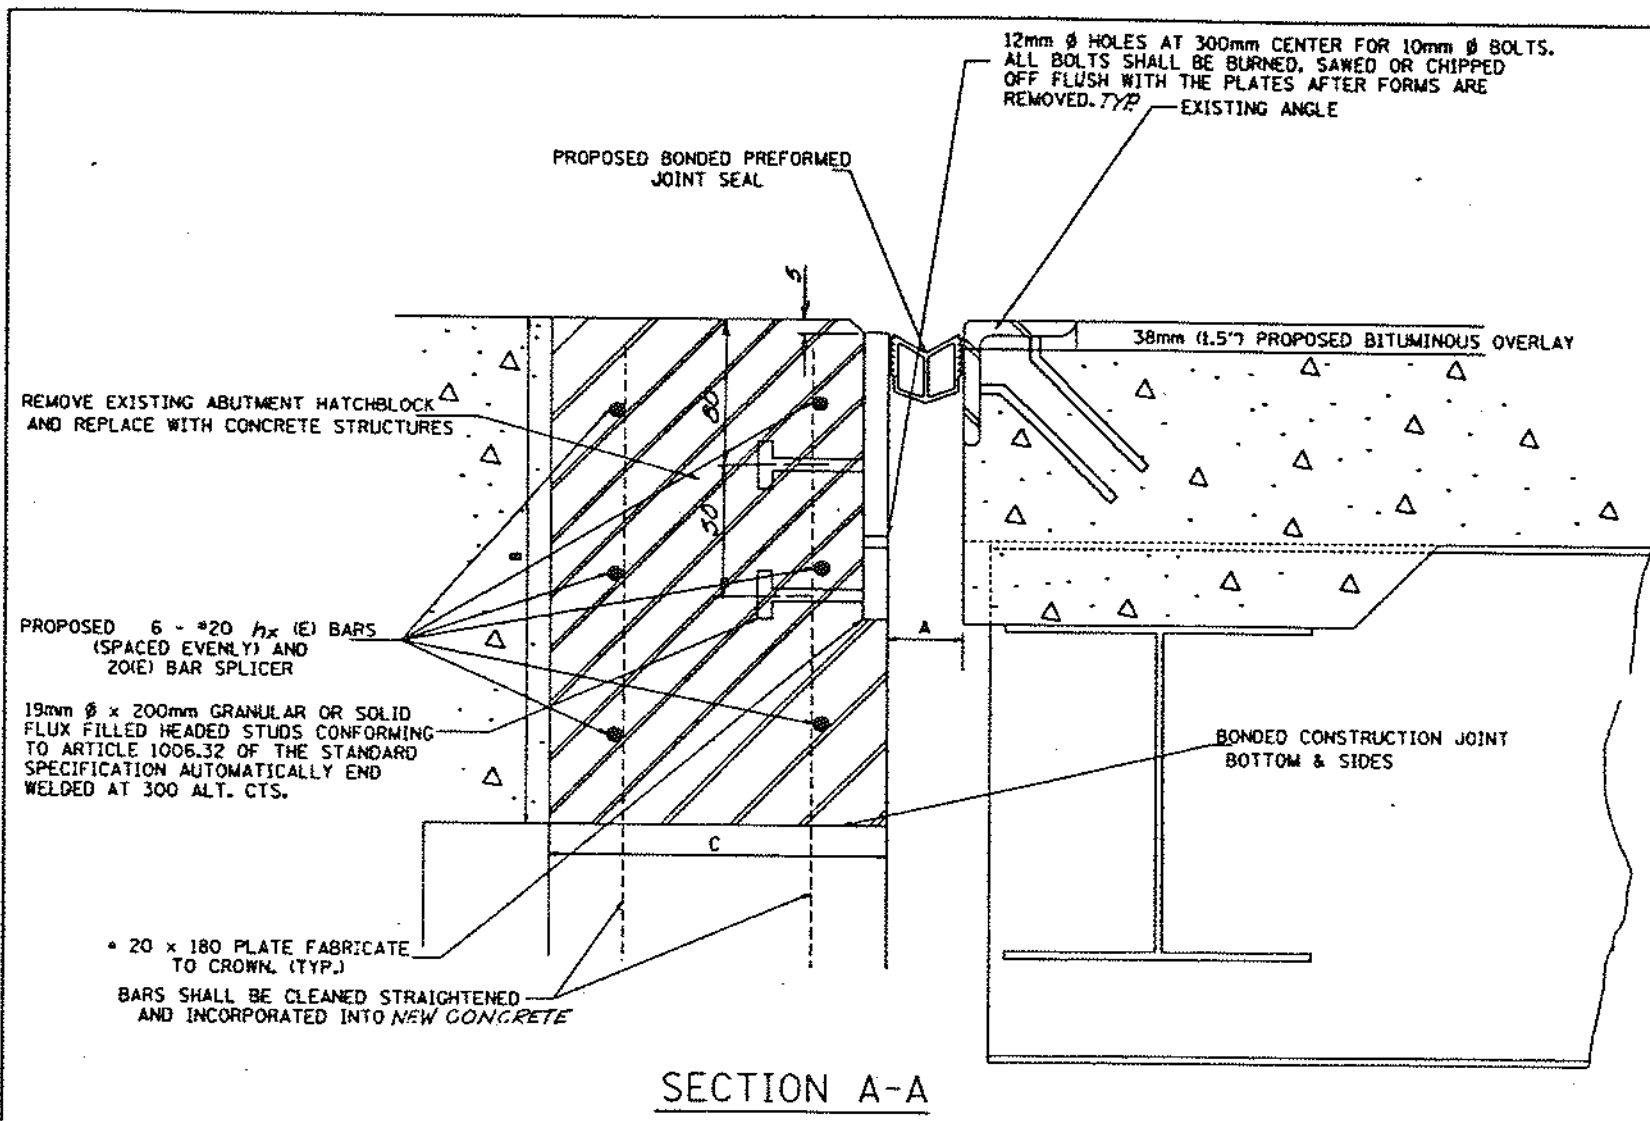 12mm ø HOLES AT 300mm CENTER FOR 10mm ø BOLTS.
ALL BOLTS SHALL BE BURNED, SAWED OR CHIPPED
OFF FLUSH WITH THE PLATES AFTER FORMS ARE
REMOVED. TYP.
EXISTING ANGLE
PROPOSED BONDED PREFORMED
JOINT SEAL
5
38mm (1.5") PROPOSED BITUMINOUS OVERLAY
REMOVE EXISTING ABUTMENT HATCHBLOCK
AND REPLACE WITH CONCRETE STRUCTURES
80
50
PROPOSED 6 - #20 hx (E) BARS
(SPACED EVENLY) AND
20(E) BAR SPLICER
A
19mm ø x 200mm GRANULAR OR SOLID
FLUX FILLED HEADED STUDS CONFORMING
TO ARTICLE 1006.32 OF THE STANDARD
SPECIFICATION AUTOMATICALLY END
WELDED AT 300 ALT. CTS.
BONDED CONSTRUCTION JOINT
BOTTOM & SIDES
C
* 20 x 180 PLATE FABRICATE
TO CROWN. (TYP.)
BARS SHALL BE CLEANED STRAIGHTENED
AND INCORPORATED INTO NEW CONCRETE
SECTION A-A